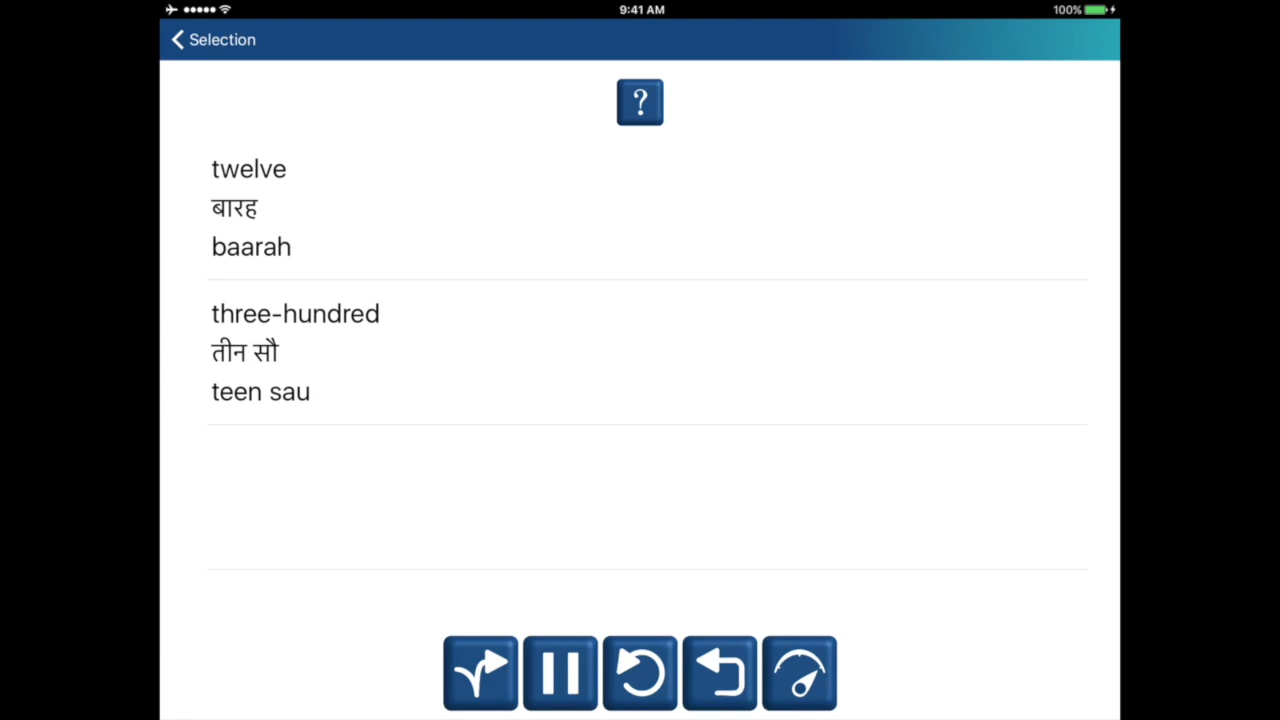 9:41 AM
100%
Selection
?
twelve
बारह
baarah
three-hundred
तीन सौ
teen sau